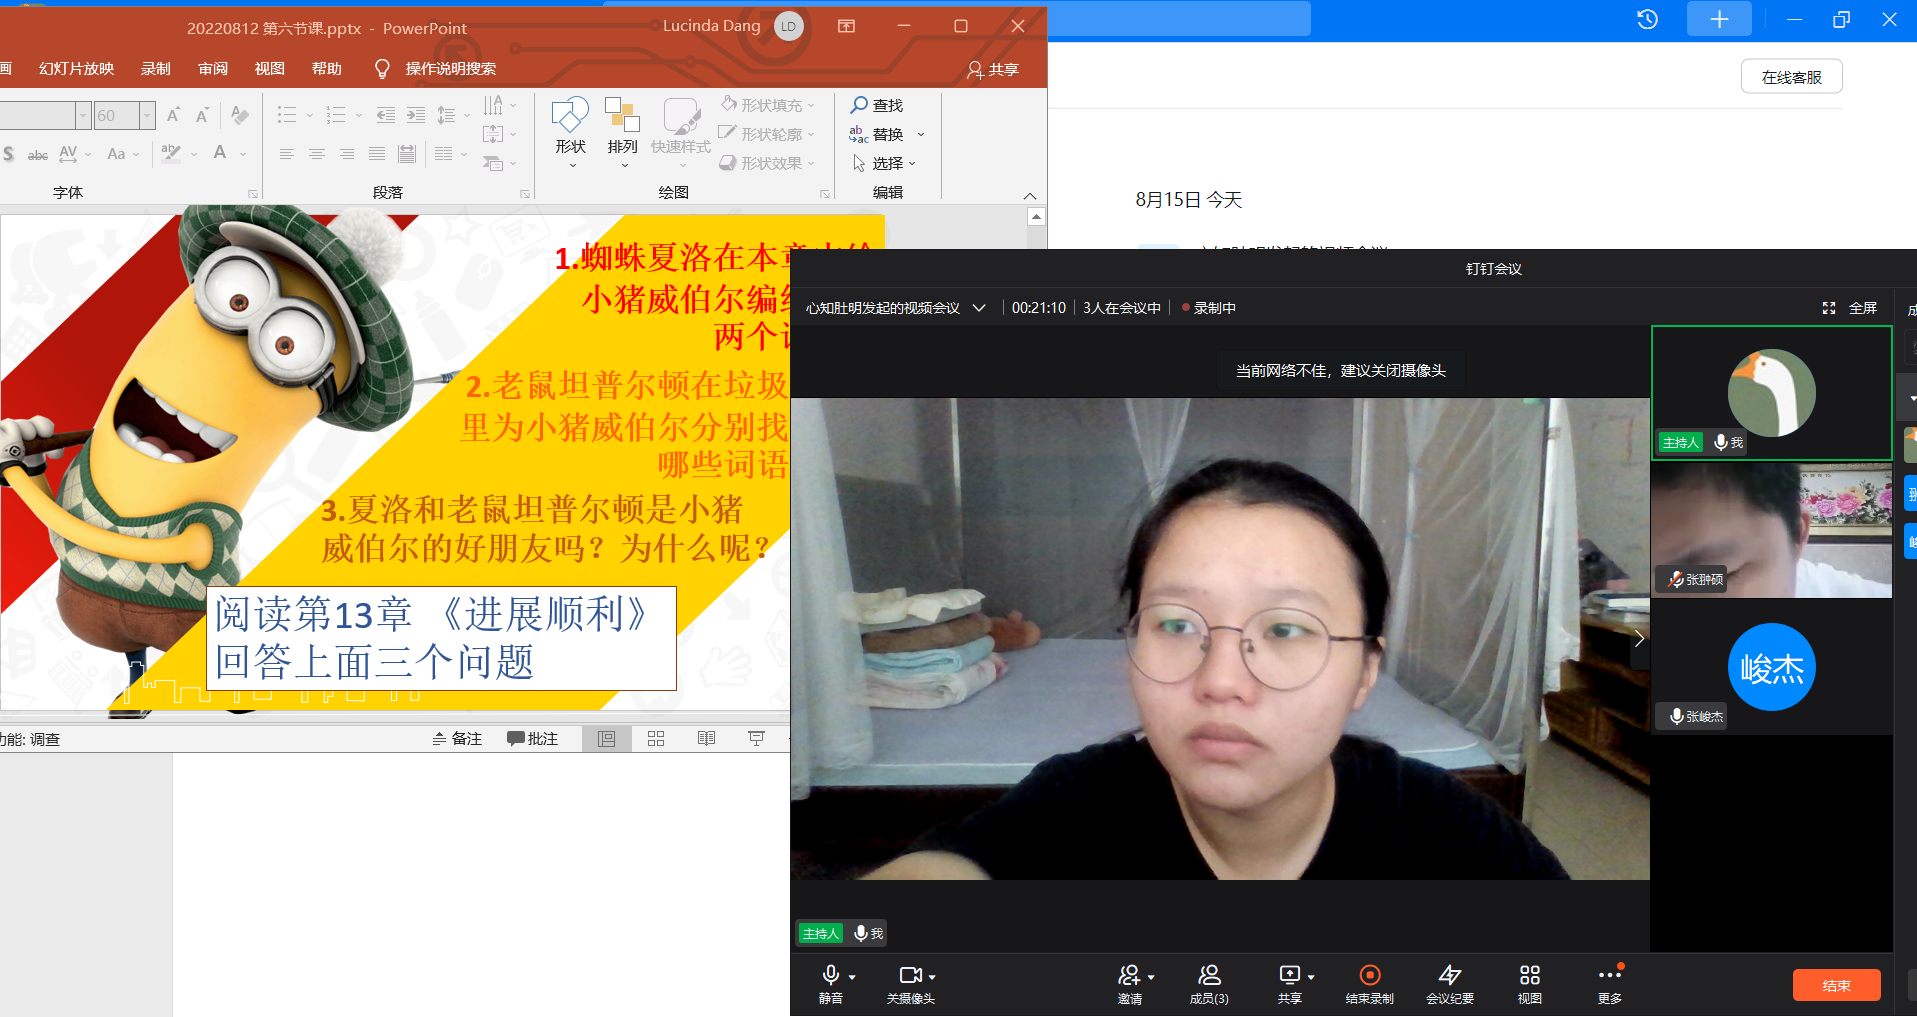 20220812 第六节课.pptx - PowerPoint
Lucinda Dang
LD
幻灯片放映
录制
审阅
视图
帮助
操作说明搜索
共享
60
S
abc
AV
Aa
A
字体
段落
形状
排列
快速样式
形状填充
形状轮廓
形状效果
绘图
查找
替换
选择
编辑
在线客服
8月15日 今天
1.蜘蛛夏洛在本
小猪威伯尔编
两个
2.老鼠坦普尔顿在垃圾
里为小猪威伯尔分别找
哪些词语
3.夏洛和老鼠坦普尔顿是小猪
威伯尔的好朋友吗？为什么呢？
阅读第13章 《进展顺利》
回答上面三个问题
功能: 调查
备注
批注
钉钉会议
心知肚明发起的视频会议
00:21:10
3人在会议中
录制中
全屏
当前网络不佳，建议关闭摄像头
主持人 我
张翀硕
峻杰
张峻杰
主持人 我
静音
关摄像头
邀请
成员(3)
共享
结束录制
会议纪要
视图
更多
结束